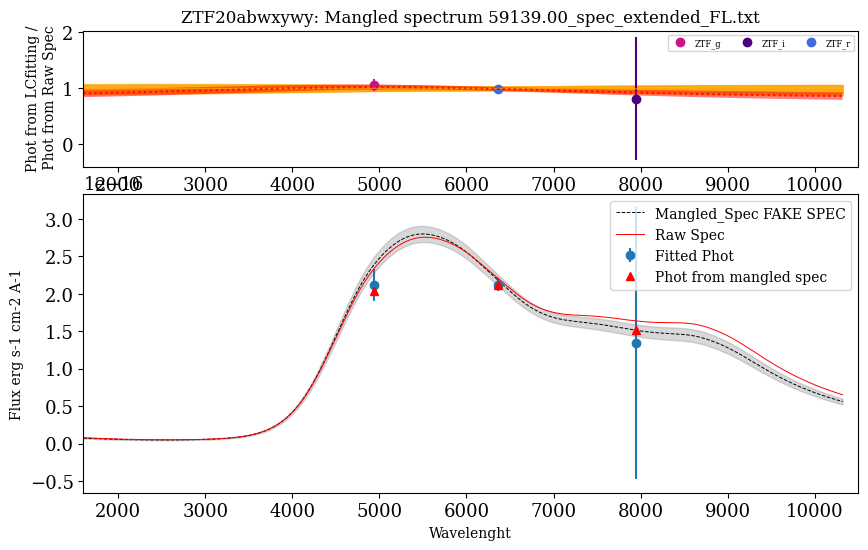 ZTF20abwxywy: Mangled spectrum 59139.00_spec_extended_FL.txt
Phot from LCfitting /
Phot from Raw Spec
2
1
0
ZTF_g
ZTF_i
ZTF_r
2000 3000 4000 5000 6000 7000 8000 9000 10000
1e−16
Flux erg s-1 cm-2 A-1
3.0
2.5
2.0
1.5
1.0
0.5
0.0
−0.5
Mangled_Spec FAKE SPEC
Raw Spec
Fitted Phot
Phot from mangled spec
2000 3000 4000 5000 6000 7000 8000 9000 10000
Wavelenght